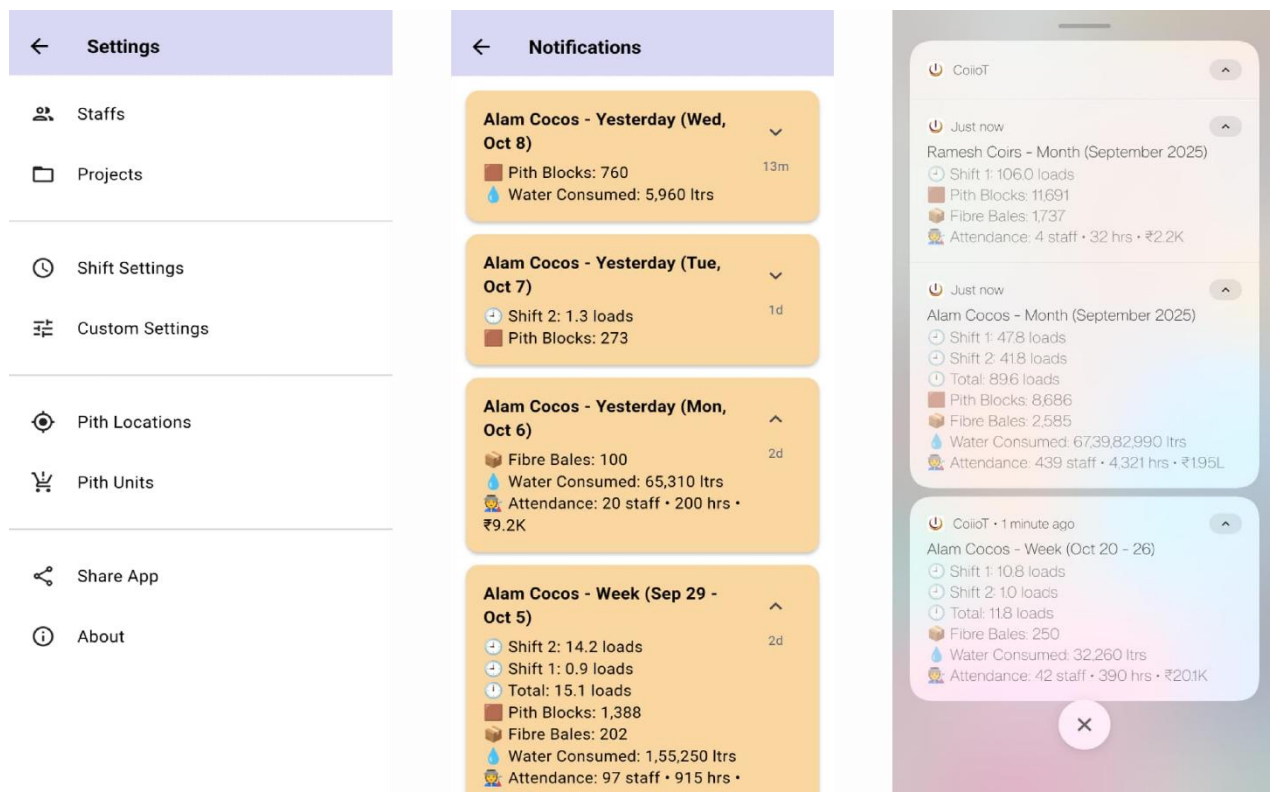 Settings
Staffs
Projects
Shift Settings
Custom Settings
Pith Locations
Pith Units
Share App
About
Notifications
Alam Cocos - Yesterday (Wed,
Oct 8)
13m
Pith Blocks: 760
Water Consumed: 5,960 ltrs
Alam Cocos - Yesterday (Tue,
Oct 7)
1d
Shift 2: 1.3 loads
Pith Blocks: 273
Alam Cocos - Yesterday (Mon,
Oct 6)
2d
Fibre Bales: 100
Water Consumed: 65,310 ltrs
Attendance: 20 staff • 200 hrs •
₹9.2K
Alam Cocos - Week (Sep 29 -
Oct 5)
2d
Shift 2: 14.2 loads
Shift 1: 0.9 loads
Total: 15.1 loads
Pith Blocks: 1,388
Fibre Bales: 202
Water Consumed: 1,55,250 ltrs
Attendance: 97 staff • 915 hrs •
CoiioT
Just now
Ramesh Coirs - Month (September 2025)
Shift 1: 106.0 loads
Pith Blocks: 11,691
Fibre Bales: 1,737
Attendance: 4 staff • 32 hrs • ₹2.2K
Just now
Alam Cocos - Month (September 2025)
Shift 1: 47.8 loads
Shift 2: 41.8 loads
Total: 89.6 loads
Pith Blocks: 8,686
Fibre Bales: 2,585
Water Consumed: 67,39,82,990 ltrs
Attendance: 439 staff • 4,321 hrs • ₹1.95L
CoiioT • 1 minute ago
Alam Cocos - Week (Oct 20 - 26)
Shift 1: 10.8 loads
Shift 2: 1.0 loads
Total: 11.8 loads
Fibre Bales: 250
Water Consumed: 32,260 ltrs
Attendance: 42 staff • 390 hrs • ₹20.1K